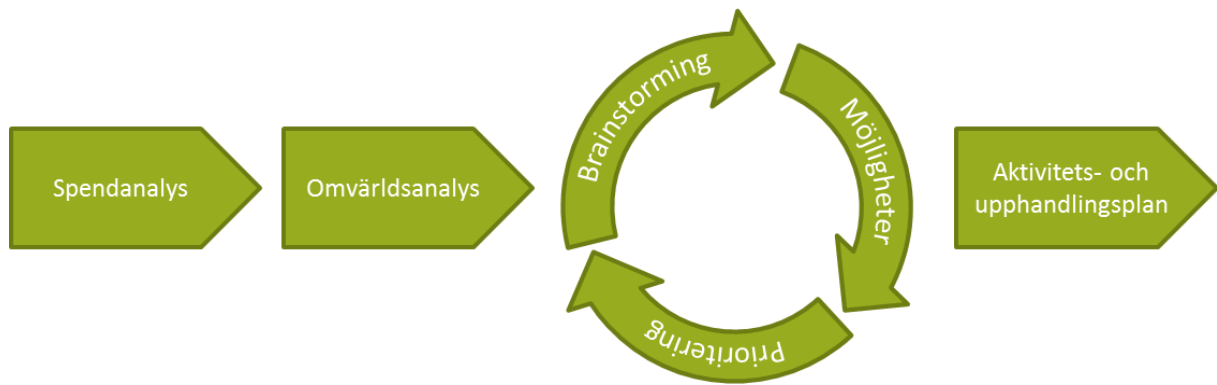 Spendanalys
Omvärldsanalys
Brainstorming
Möjligheter
Prioritering
Aktivitets- och
upphandlingsplan